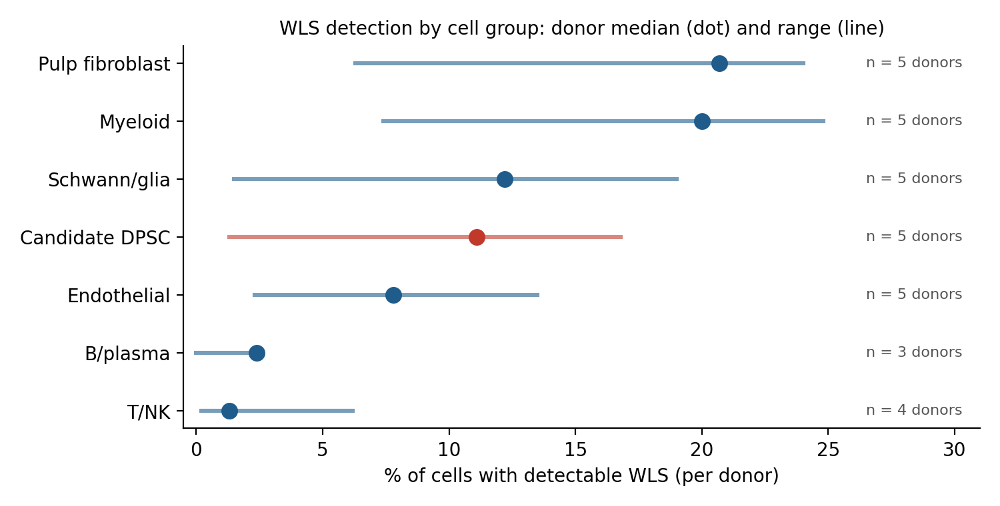 WLS detection by cell group: donor median (dot) and range (line)
Pulp fibroblast n = 5 donors
Myeloid n = 5 donors
Schwann/glia n = 5 donors
Candidate DPSC n = 5 donors
Endothelial n = 5 donors
B/plasma n = 3 donors
T/NK n = 4 donors
0 5 10 15 20 25 30
% of cells with detectable WLS (per donor)